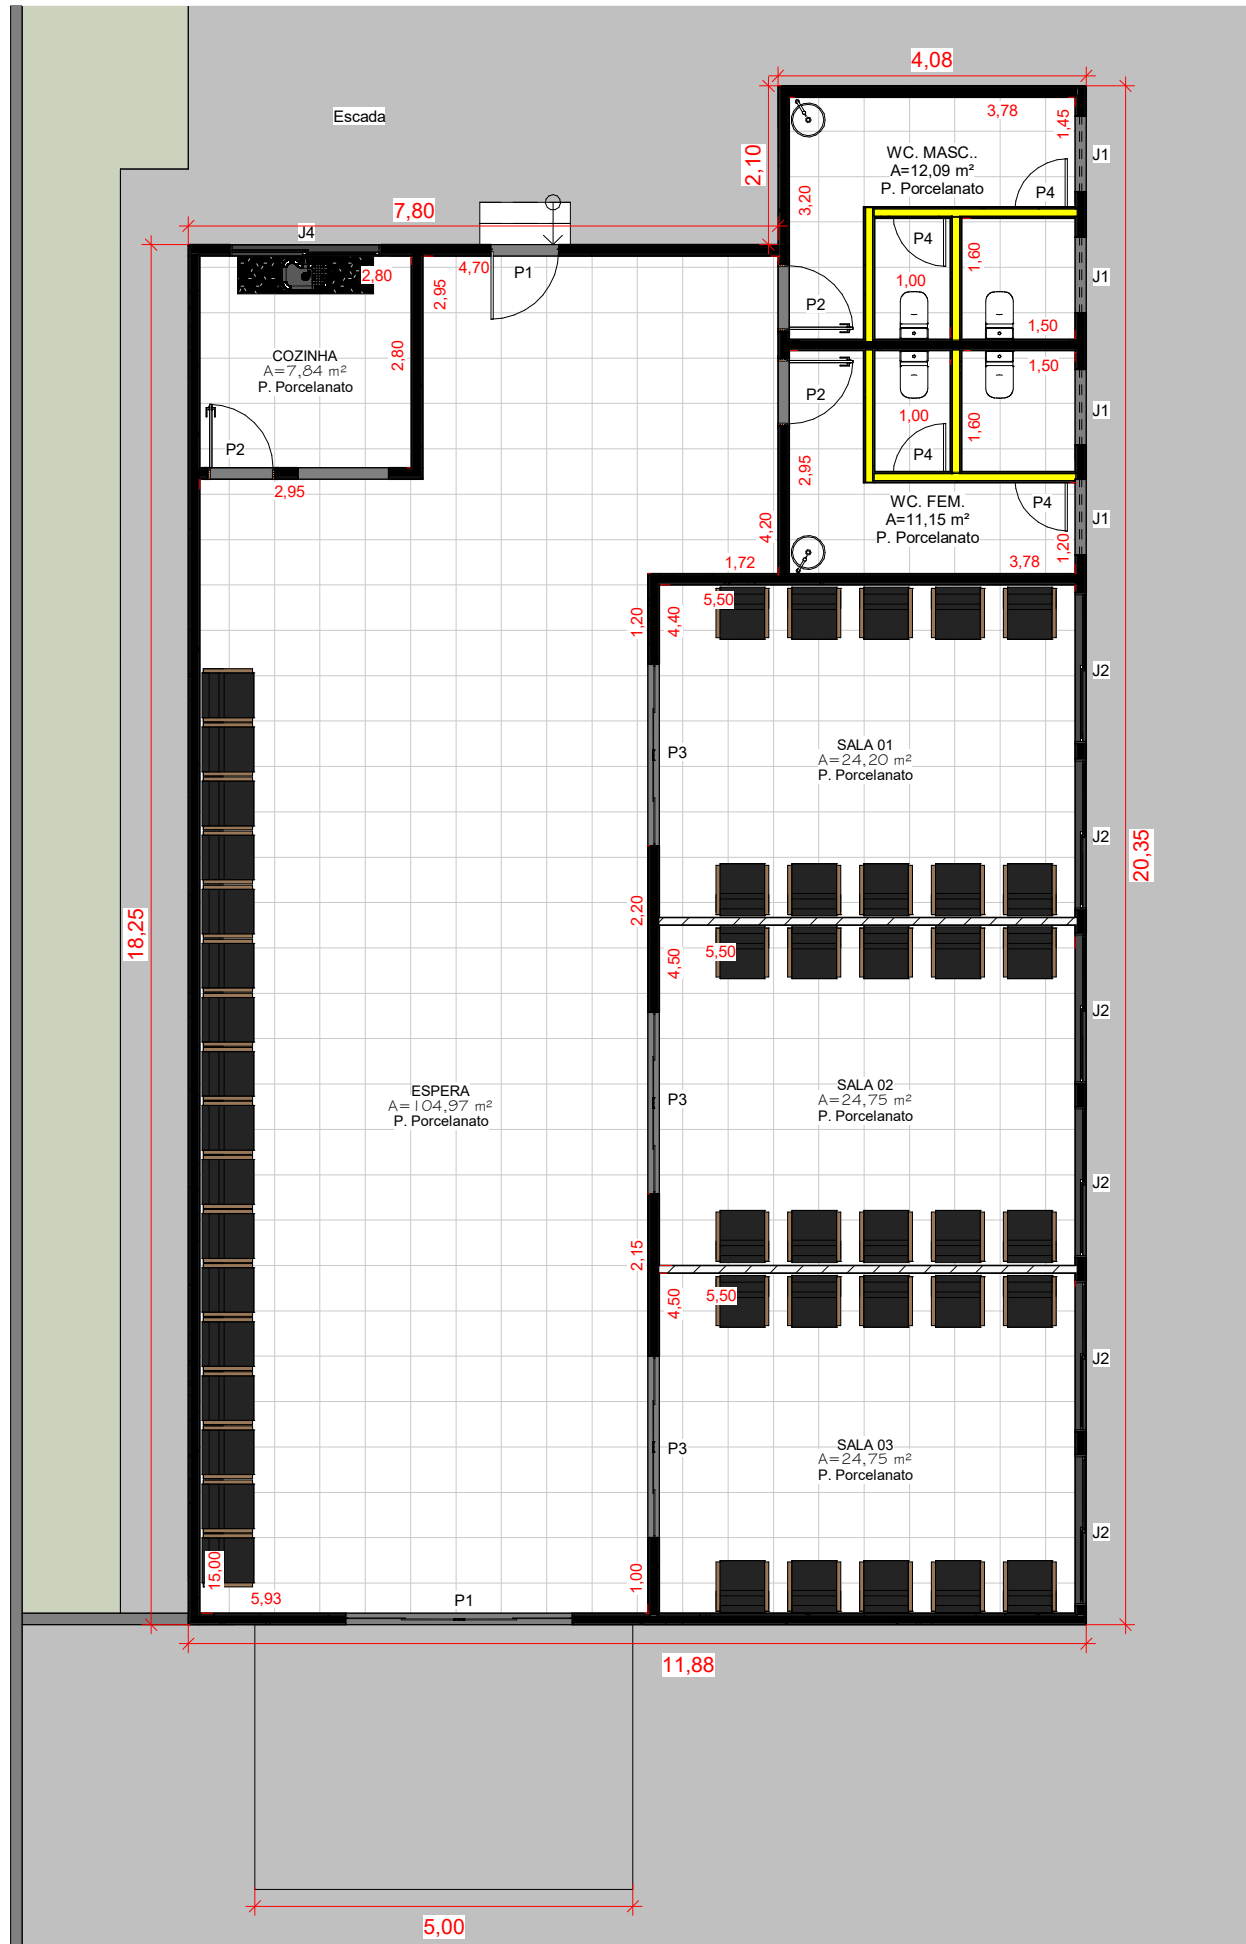 4,08
3,78
1,45
Escada
WC. MASC..
A=12,09 m²
P. Porcelanato
J1
2,10
P4
3,20
7,80
J4
P4
4,70
P1
1,60
2,80
2,95
1,00
J1
P2
1,50
COZINHA
A=7,84 m²
P. Porcelanato
2,80
1,50
P2
1,00
1,60
J1
P2
P4
2,95
2,95
WC. FEM.
A=11,15 m²
P. Porcelanato
P4
J1
4,20
1,20
1,72
3,78
5,50
1,20
4,40
J2
P3
SALA 01
A=24,20 m²
P. Porcelanato
J2
20,35
2,20
18,25
4,50
5,50
J2
ESPERA
A=104,97 m²
P. Porcelanato
P3
SALA 02
A=24,75 m²
P. Porcelanato
J2
2,15
4,50
5,50
J2
P3
SALA 03
A=24,75 m²
P. Porcelanato
J2
15,00
5,93
P1
1,00
11,88
5,00